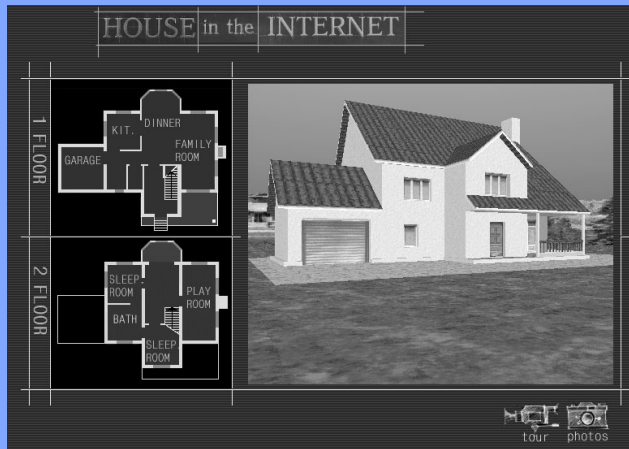 HOUSE in the INTERNET
1 FLOOR
KIT.
DINNER
FAMILY
ROOM
GARAGE
2 FLOOR
SLEEP.
ROOM
PLAY
ROOM
BATH
SLEEP.
ROOM
tour
photos